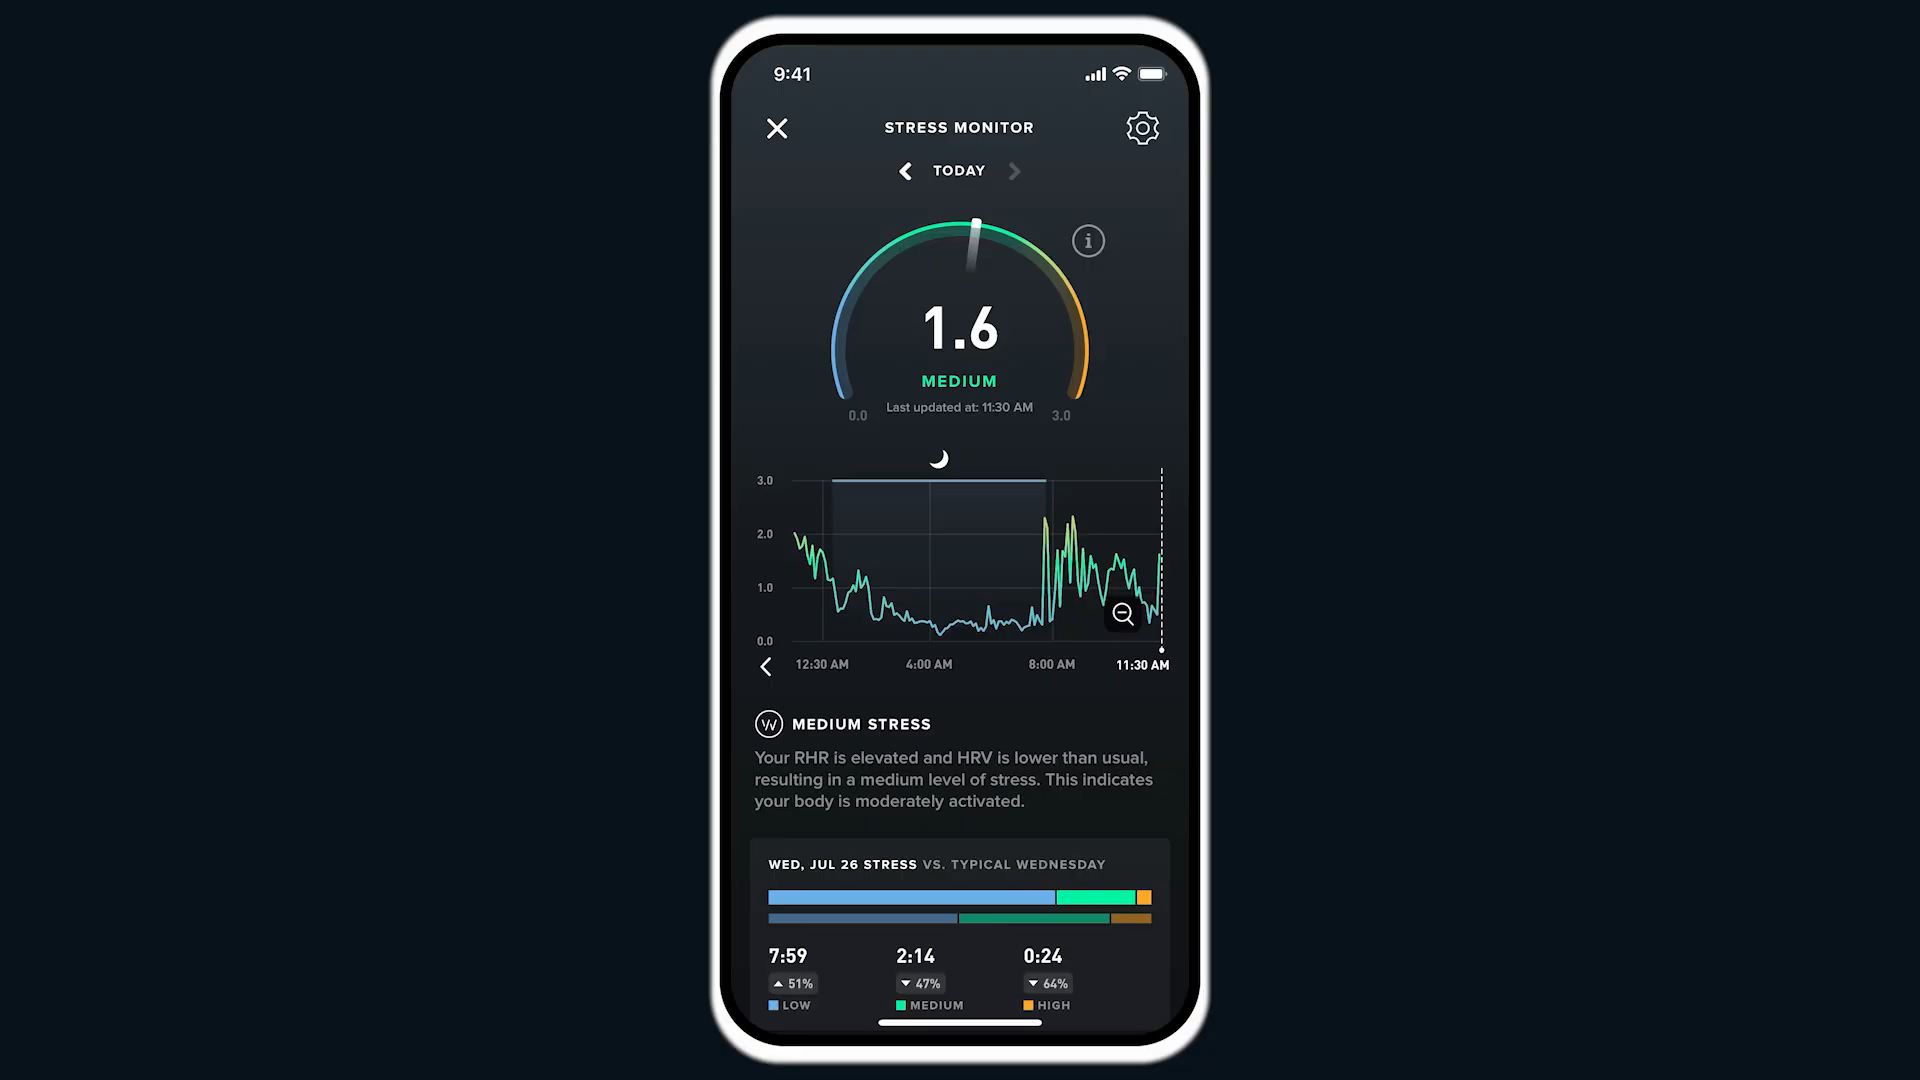 9:41
STRESS MONITOR
TODAY
i
1.6
MEDIUM
Last updated at: 11:30 AM
0.0
3.0
3.0
2.0
1.0
0.0
12:30 AM
4:00 AM
8:00 AM
11:30 AM
W MEDIUM STRESS
Your RHR is elevated and HRV is lower than usual,
resulting in a medium level of stress. This indicates
your body is moderately activated.
WED, JUL 26 STRESS VS. TYPICAL WEDNESDAY
7:59
2:14
0:24
51%
47%
64%
LOW
MEDIUM
HIGH